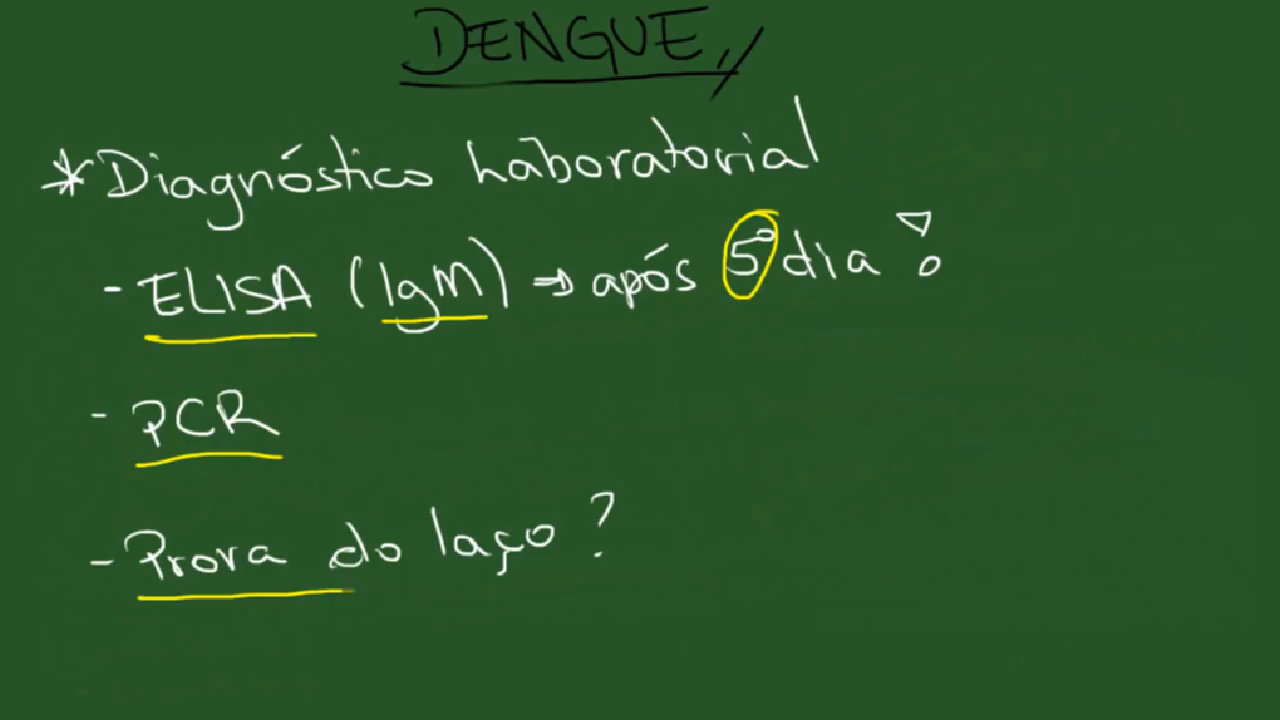 DENGUE,
* Diagnóstico Laboratorial
- ELISA (IgM) ⇒ após 5º dia !
- PCR
- Prova do laço ?